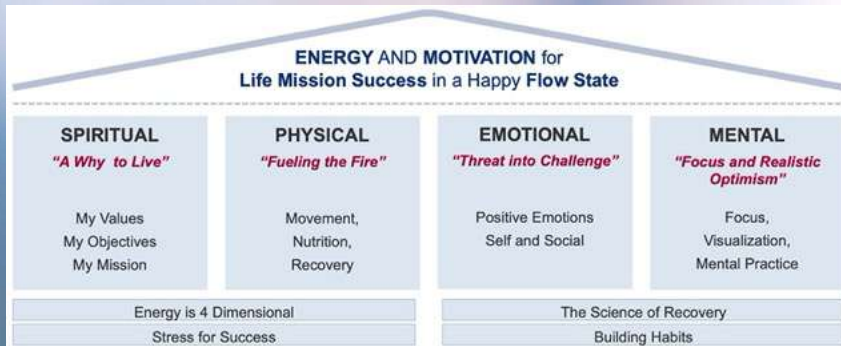 ENERGY AND MOTIVATION for
Life Mission Success in a Happy Flow State
SPIRITUAL
"A Why to Live"
My Values
My Objectives
My Mission
PHYSICAL
"Fueling the Fire"
Movement,
Nutrition,
Recovery
EMOTIONAL
"Threat into Challenge"
Positive Emotions
Self and Social
MENTAL
"Focus and Realistic
Optimism"
Focus,
Visualization,
Mental Practice
Energy is 4 Dimensional
The Science of Recovery
Stress for Success
Building Habits